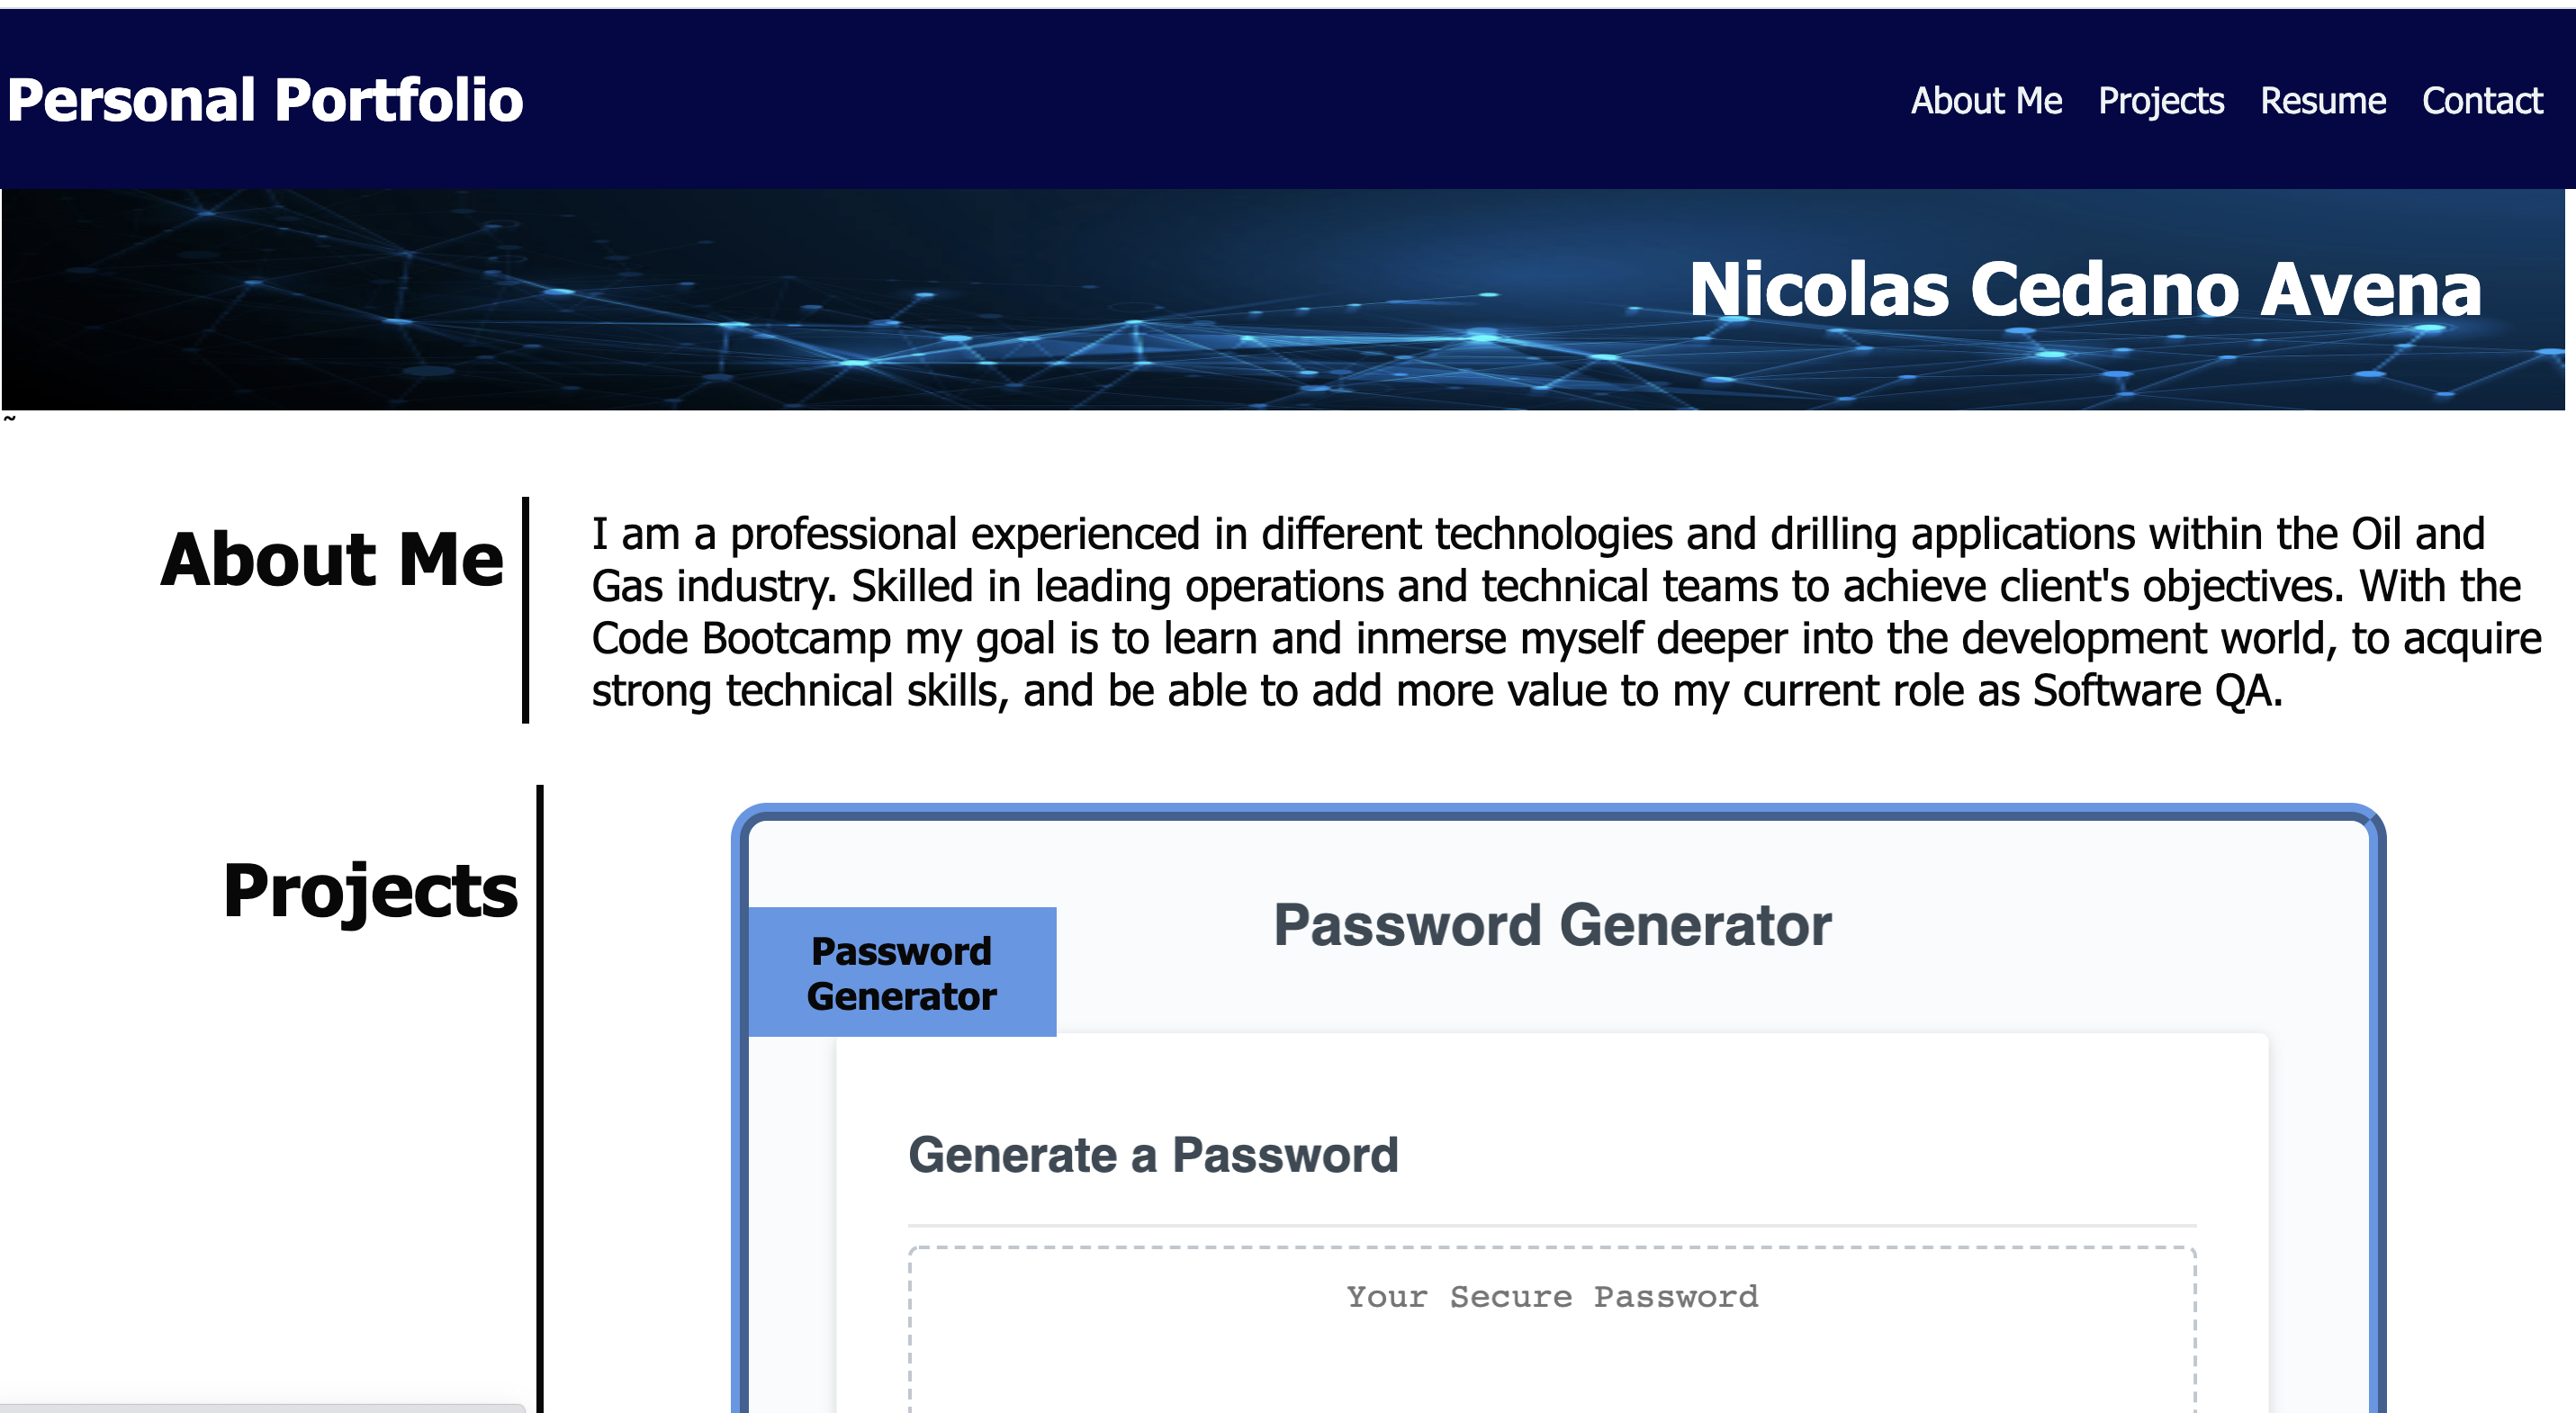 Personal Portfolio
About Me Projects Resume Contact
Nicolas Cedano Avena
~
About Me
I am a professional experienced in different technologies and drilling applications within the Oil and
Gas industry. Skilled in leading operations and technical teams to achieve client's objectives. With the
Code Bootcamp my goal is to learn and inmerse myself deeper into the development world, to acquire
strong technical skills, and be able to add more value to my current role as Software QA.
Projects
Password
Generator
Password Generator
Generate a Password
Your Secure Password